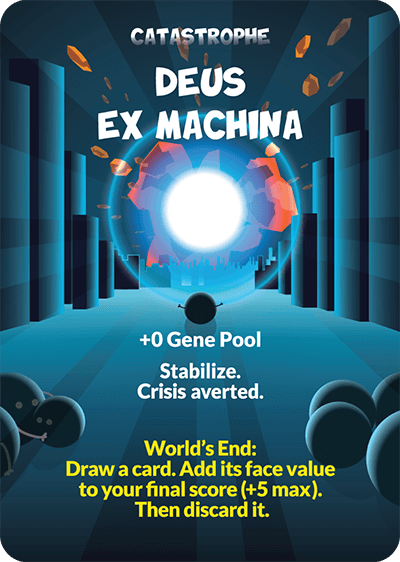 CATASTROPHE
DEUS
EX MACHINA
+0 Gene Pool
Stabilize.
Crisis averted.
World's End:
Draw a card. Add its face value
to your final score (+5 max).
Then discard it.